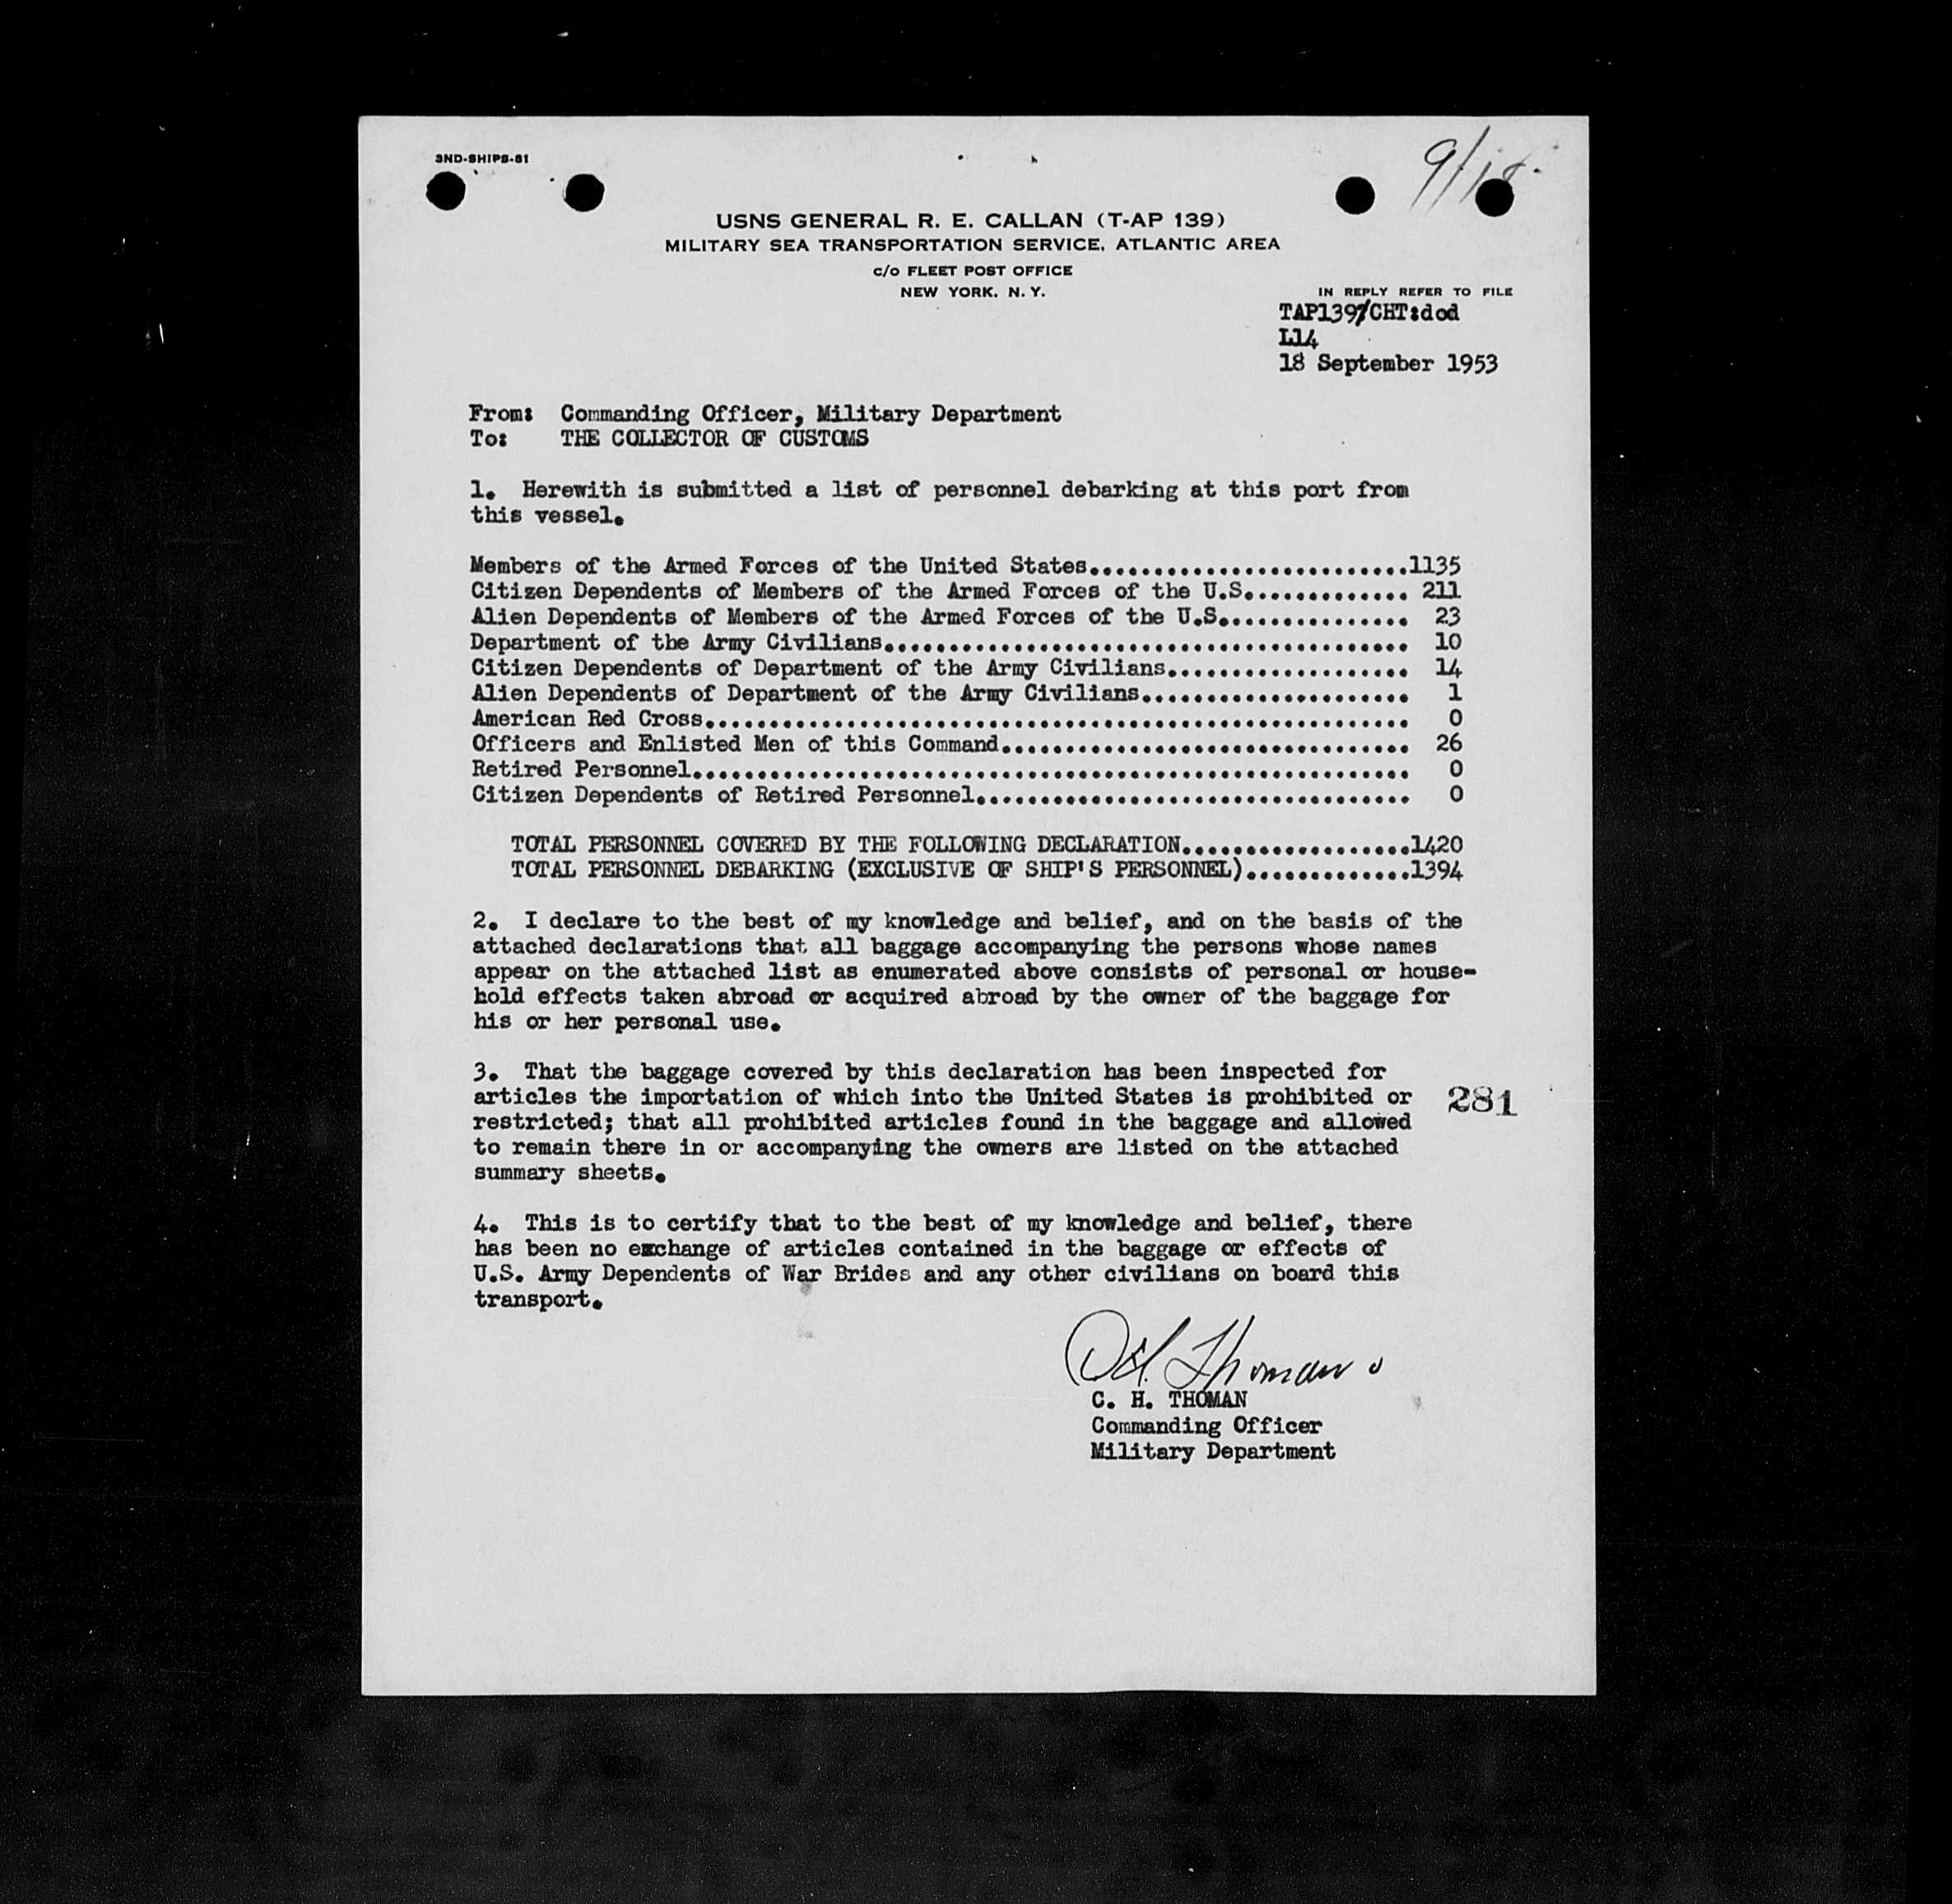 3ND-SHIPS-81
9/18
USNS GENERAL R. E. CALLAN (T-AP 139)
MILITARY SEA TRANSPORTATION SERVICE, ATLANTIC AREA
c/o FLEET POST OFFICE
NEW YORK, N. Y.
IN REPLY REFER TO FILE
TAP139/CHT:dod
L14
18 September 1953
From: Commanding Officer, Military Department
To: THE COLLECTOR OF CUSTOMS
1. Herewith is submitted a list of personnel debarking at this port from
this vessel.
Members of the Armed Forces of the United States.........................1135
Citizen Dependents of Members of the Armed Forces of the U.S............. 211
Alien Dependents of Members of the Armed Forces of the U.S............... 23
Department of the Army Civilians......................................... 10
Citizen Dependents of Department of the Army Civilians................... 14
Alien Dependents of Department of the Army Civilians..................... 1
American Red Cross....................................................... 0
Officers and Enlisted Men of this Command................................ 26
Retired Personnel........................................................ 0
Citizen Dependents of Retired Personnel.................................. 0
TOTAL PERSONNEL COVERED BY THE FOLLOWING DECLARATION..................1420
TOTAL PERSONNEL DEBARKING (EXCLUSIVE OF SHIP'S PERSONNEL).............1394
2. I declare to the best of my knowledge and belief, and on the basis of the
attached declarations that all baggage accompanying the persons whose names
appear on the attached list as enumerated above consists of personal or house-
hold effects taken abroad or acquired abroad by the owner of the baggage for
his or her personal use.
3. That the baggage covered by this declaration has been inspected for
articles the importation of which into the United States is prohibited or
restricted; that all prohibited articles found in the baggage and allowed
to remain there in or accompanying the owners are listed on the attached
summary sheets.
281
4. This is to certify that to the best of my knowledge and belief, there
has been no exchange of articles contained in the baggage or effects of
U.S. Army Dependents of War Brides and any other civilians on board this
transport.
C. H. Thoman
C. H. THOMAN
Commanding Officer
Military Department